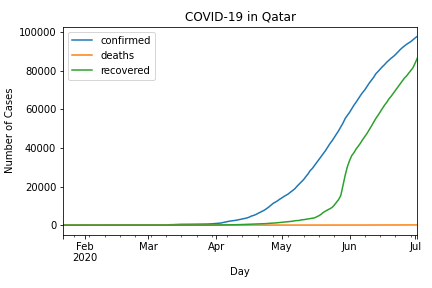 COVID-19 in Qatar
confirmed
deaths
recovered
Number of Cases
100000
80000
60000
40000
20000
0
Feb Mar Apr May Jun Jul
2020
Day